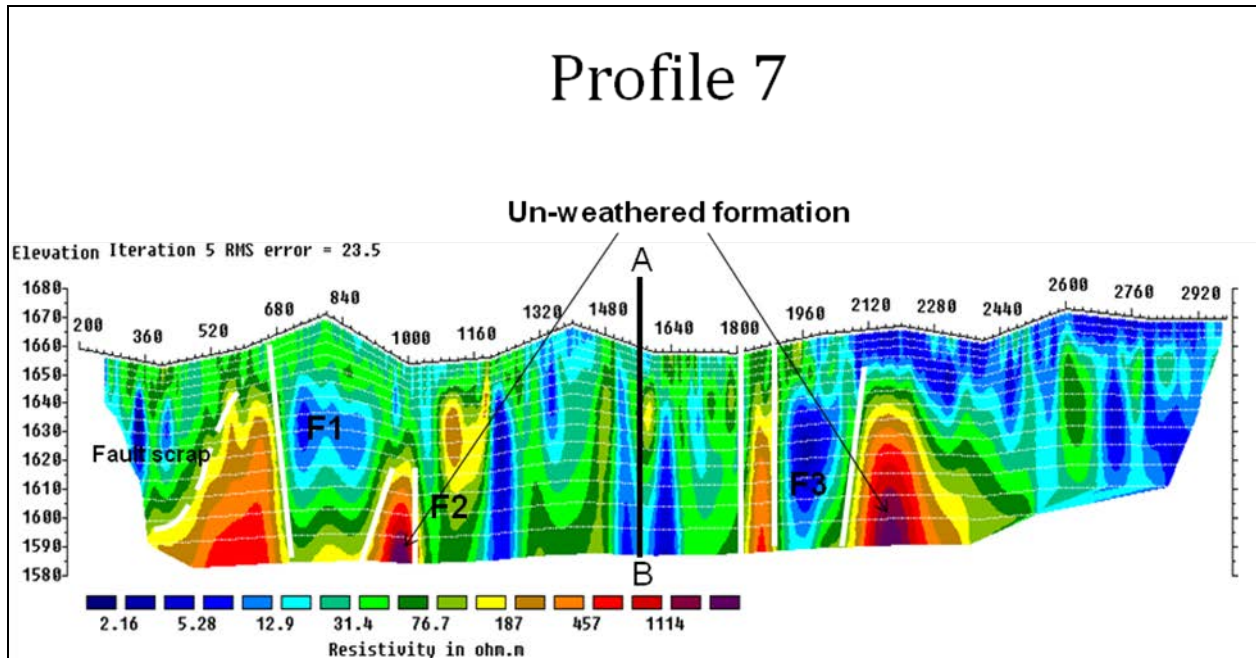 Profile 7
Un-weathered formation
Elevation Iteration 5 RMS error = 23.5
A
1680
1670
1660
1650
1640
1630
1620
1610
1600
1590
1580
200 360 520 680 840 1000 1160 1320 1480 1640 1800 1960 2120 2280 2440 2600 2760 2920
F1
Fault scrap
F2
F3
B
2.16 5.28 12.9 31.4 76.7 187 457 1114
Resistivity in ohm.m